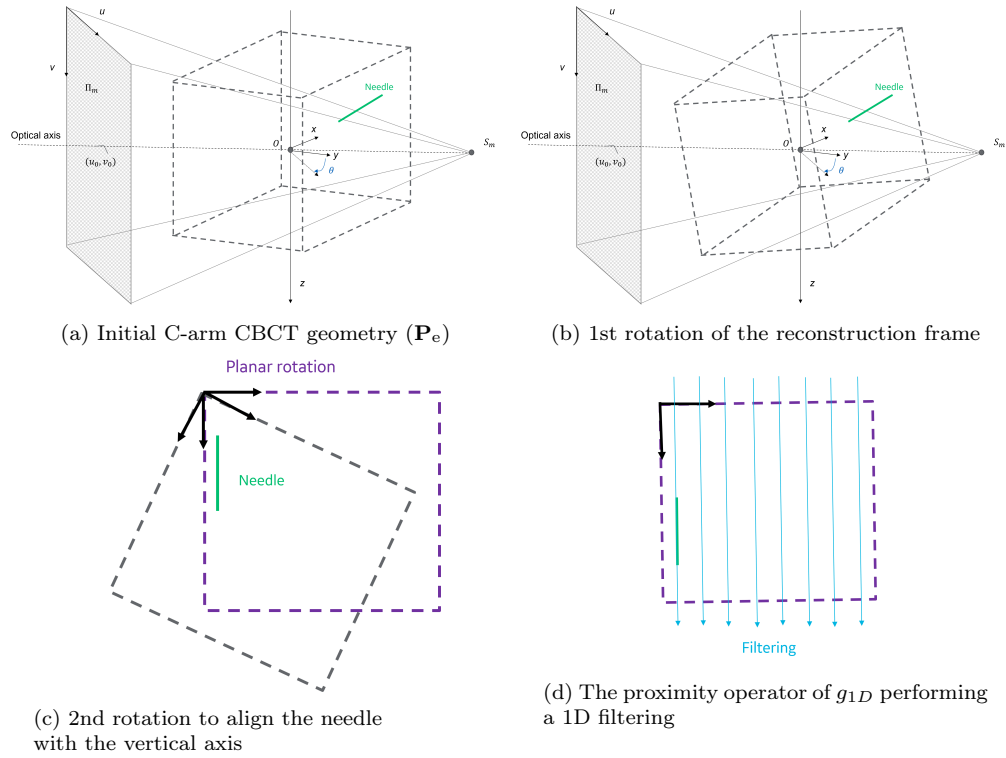 u
v
Π_m
Needle
x
Optical axis
O
S_m
y
(u_0, v_0)
θ
z
(a) Initial C-arm CBCT geometry (P_e)
u
v
Π_m
Needle
x
Optical axis
O
S_m
y
(u_0, v_0)
θ
z
(b) 1st rotation of the reconstruction frame
Planar rotation
Needle
(c) 2nd rotation to align the needle
with the vertical axis
Filtering
(d) The proximity operator of g_{1D} performing
a 1D filtering